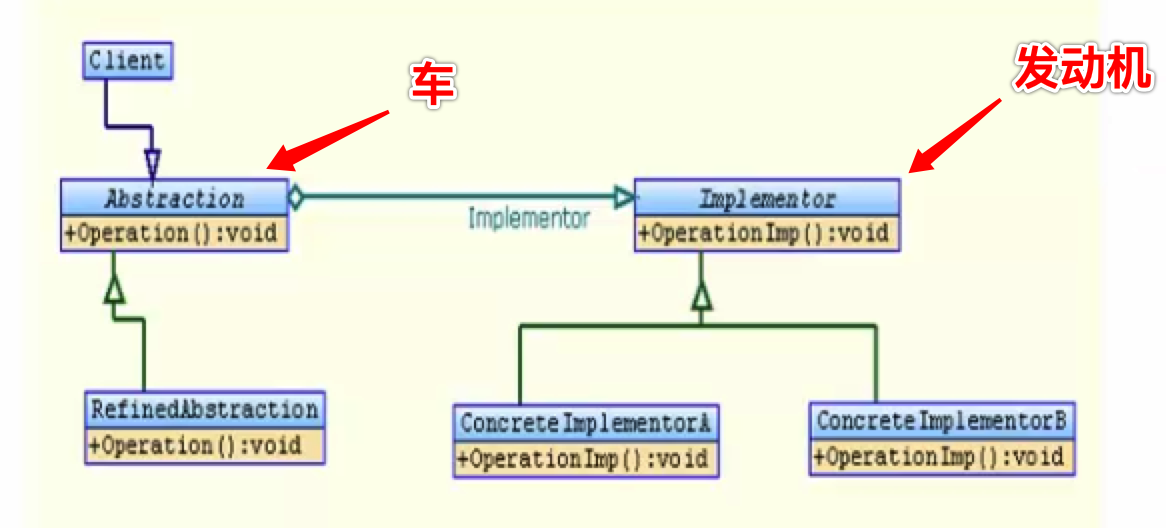 Client
车
发动机
Abstraction
+Operation():void
Implementor
Implementor
+OperationImp():void
RefinedAbstraction
+Operation():void
ConcreteImplementorA
+OperationImp():void
ConcreteImplementorB
+OperationImp():void